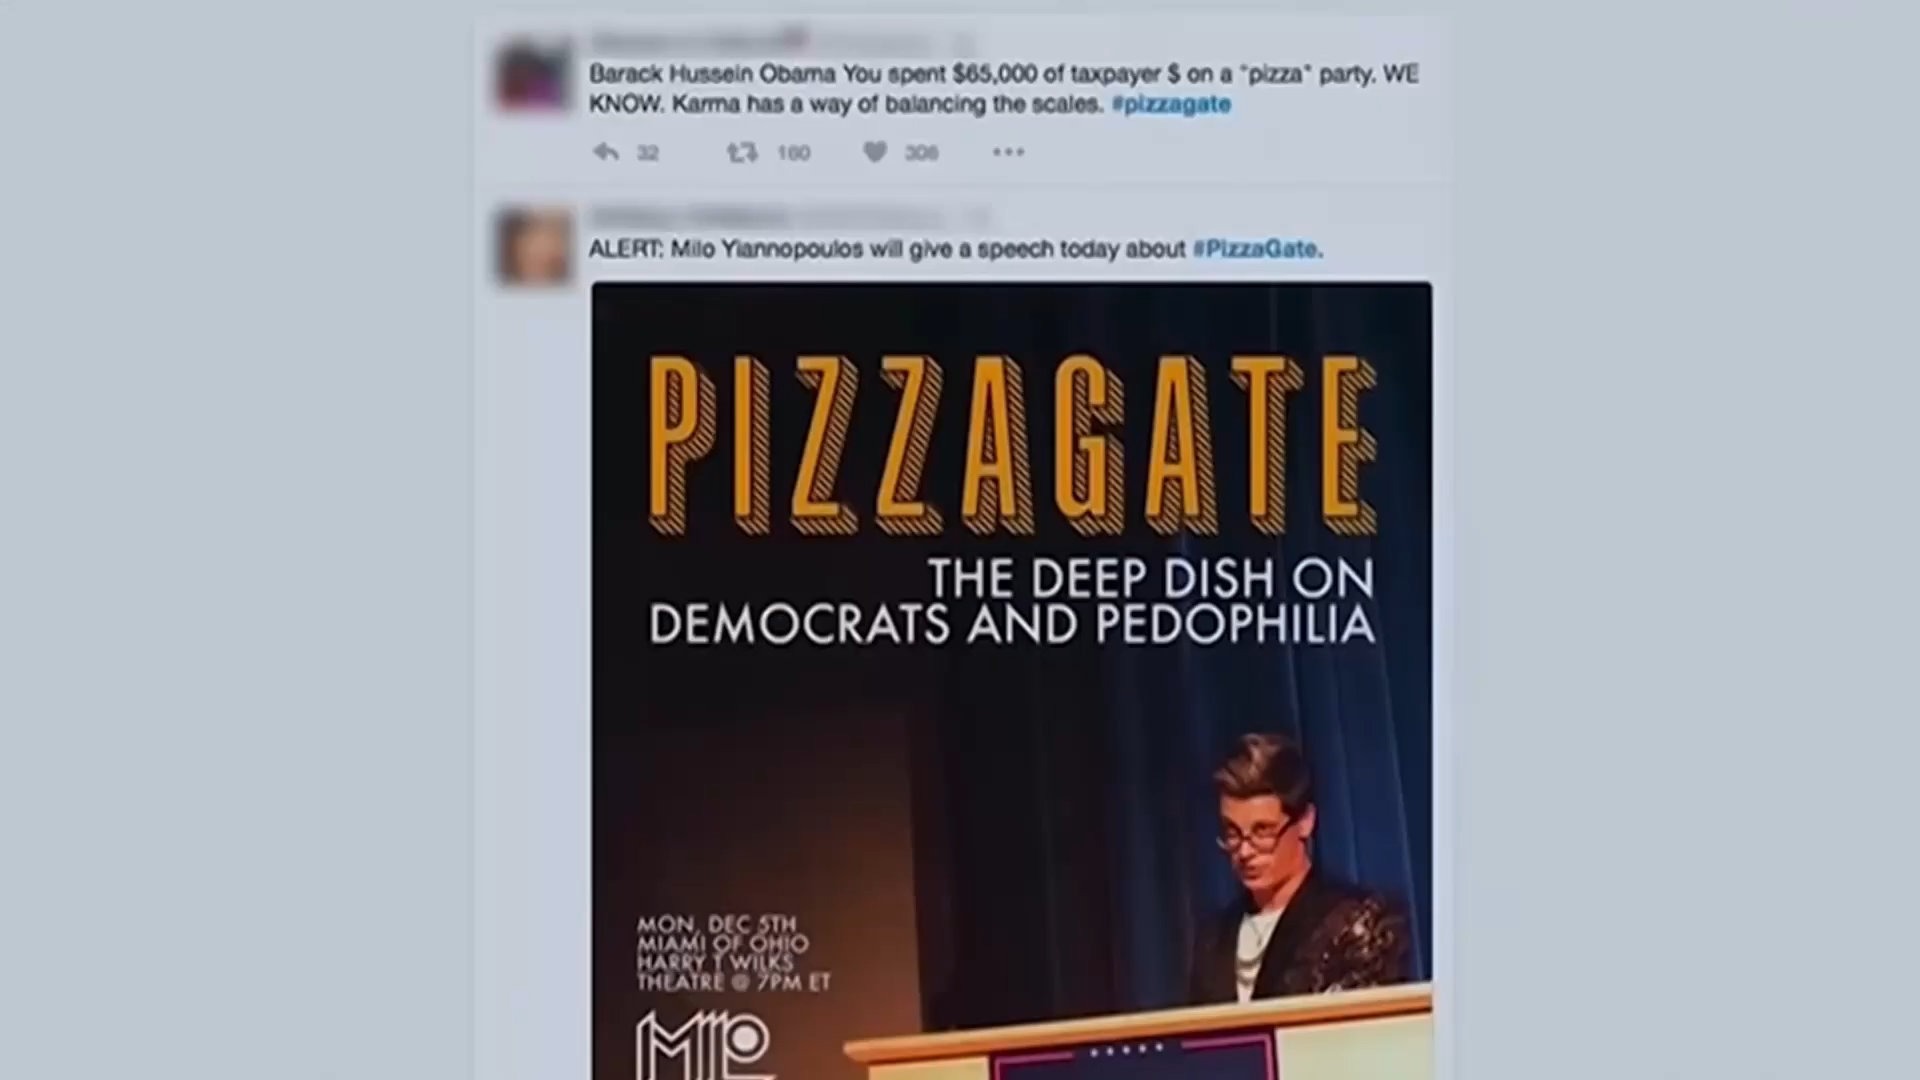 Barack Hussein Obama You spent $65,000 of taxpayer $ on a "pizza" party. WE
KNOW. Karma has a way of balancing the scales. #pizzagate
32 160 306
ALERT: Milo Yiannopoulos will give a speech today about #PizzaGate.
PIZZAGATE
THE DEEP DISH ON
DEMOCRATS AND PEDOPHILIA
MON, DEC 5TH
MIAMI OF OHIO
HARRY T WILKS
THEATRE @ 7PM ET
MILO